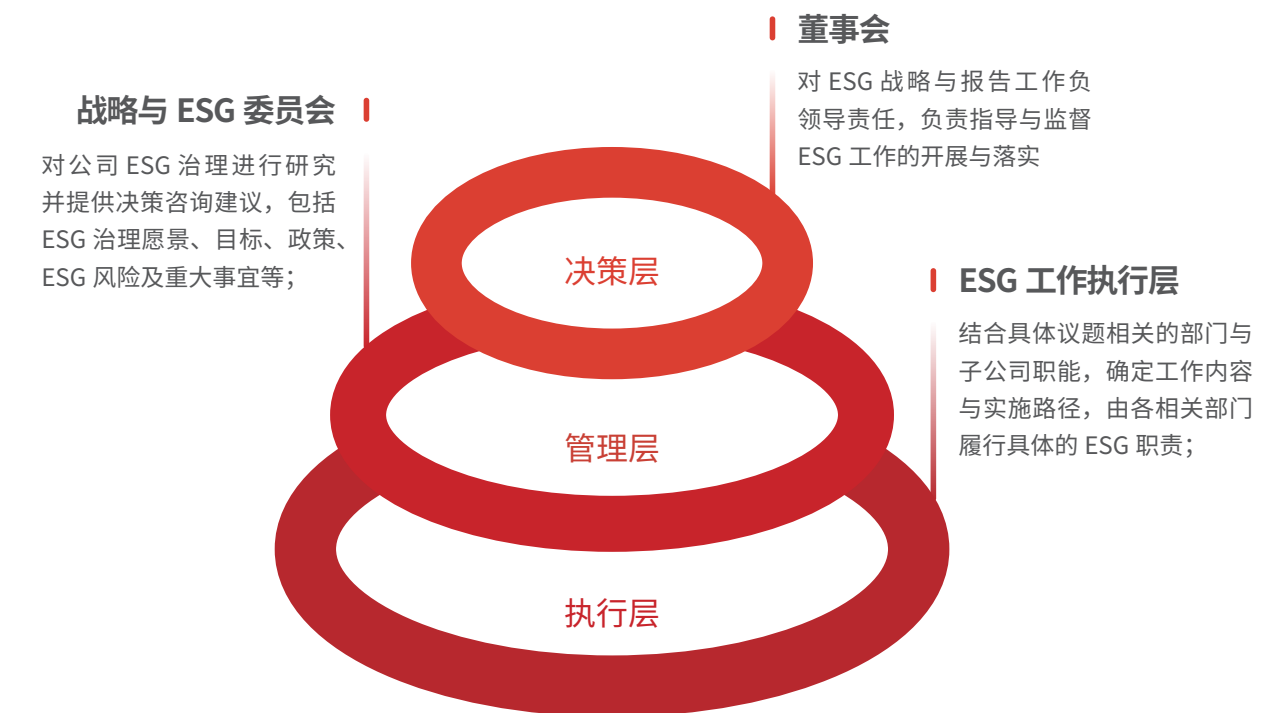 董事会
对 ESG 战略与报告工作负
领导责任，负责指导与监督
ESG 工作的开展与落实
战略与 ESG 委员会
对公司 ESG 治理进行研究
并提供决策咨询建议，包括
ESG 治理愿景、目标、政策、
ESG 风险及重大事宜等；
决策层
ESG 工作执行层
结合具体议题相关的部门与
子公司职能，确定工作内容
与实施路径，由各相关部门
履行具体的 ESG 职责；
管理层
执行层